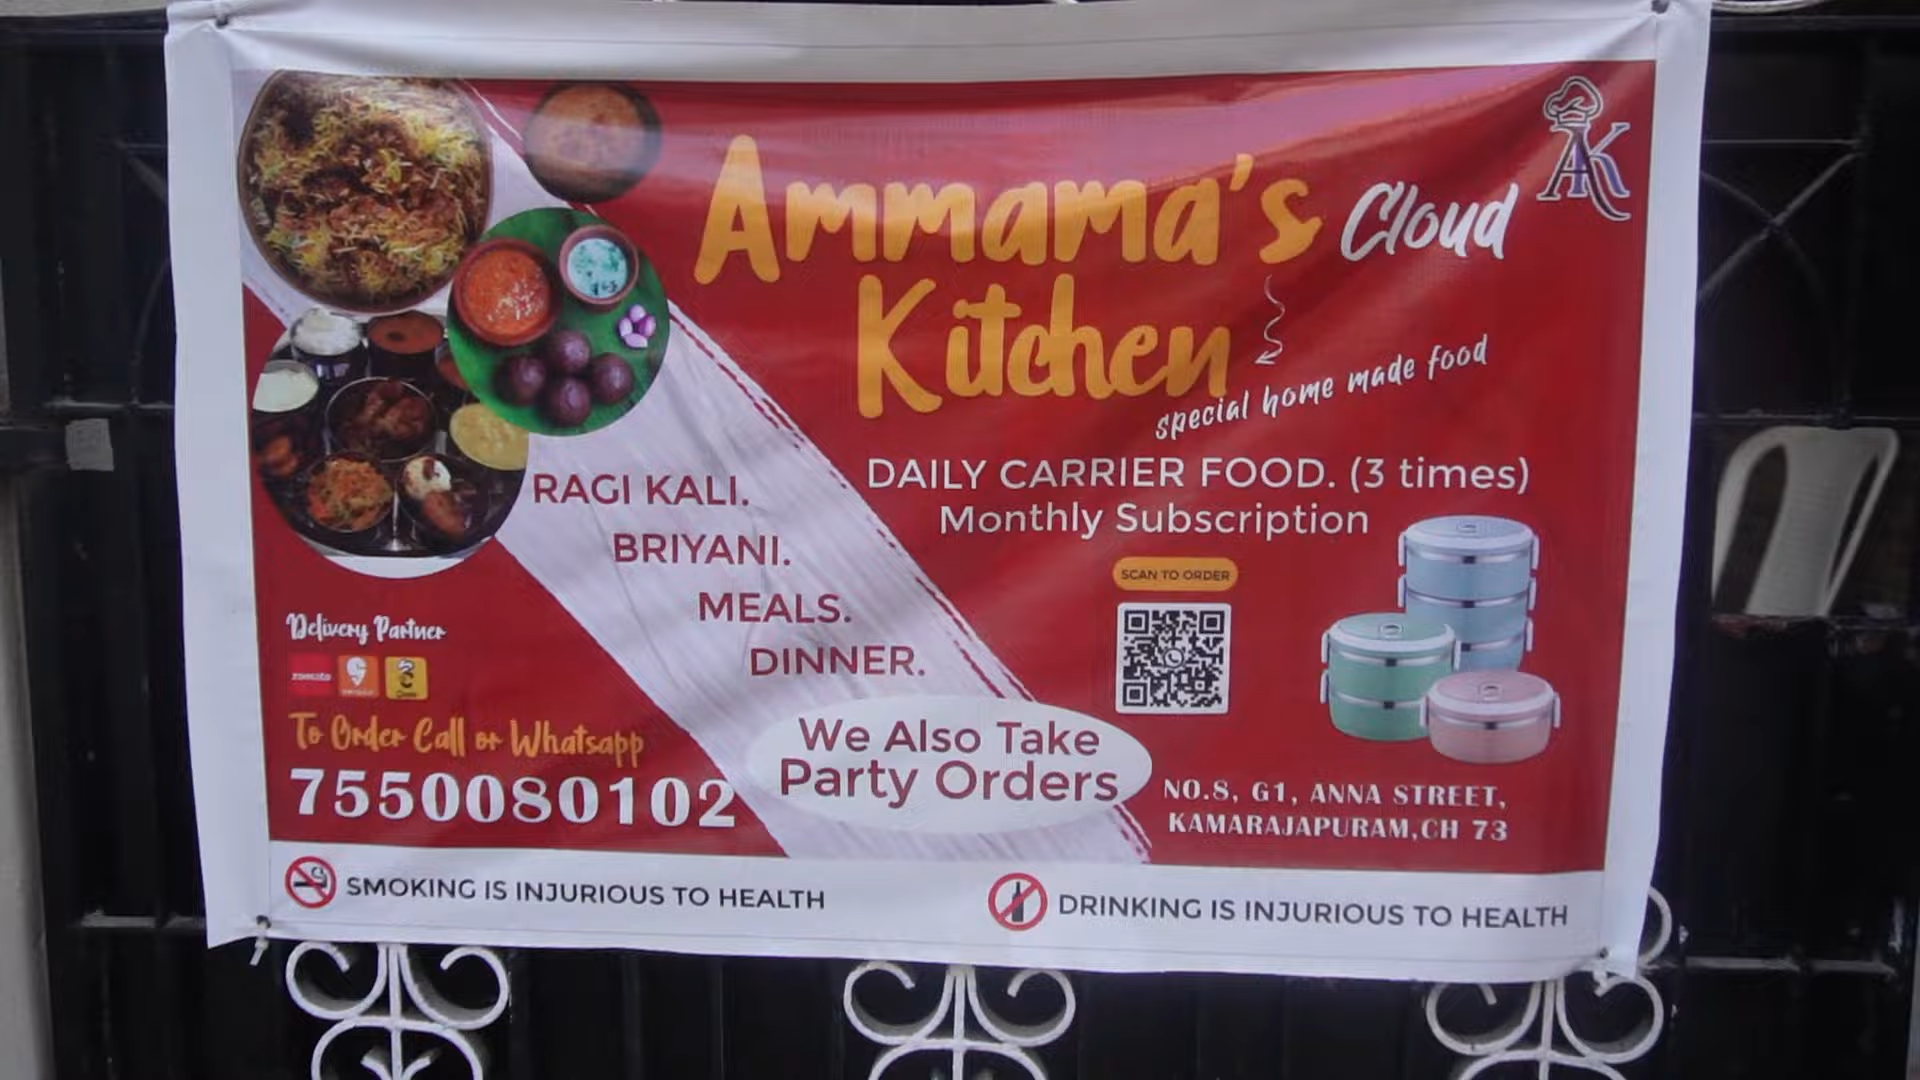 AK
Ammama's Cloud
Kitchen
special home made food
DAILY CARRIER FOOD. (3 times)
Monthly Subscription
RAGI KALI.
BRIYANI.
MEALS.
DINNER.
SCAN TO ORDER
Delivery Partner
zomato
To Order Call or Whatsapp
7550080102
We Also Take
Party Orders
NO.8, G1, ANNA STREET,
KAMARAJAPURAM,CH 73
SMOKING IS INJURIOUS TO HEALTH
DRINKING IS INJURIOUS TO HEALTH